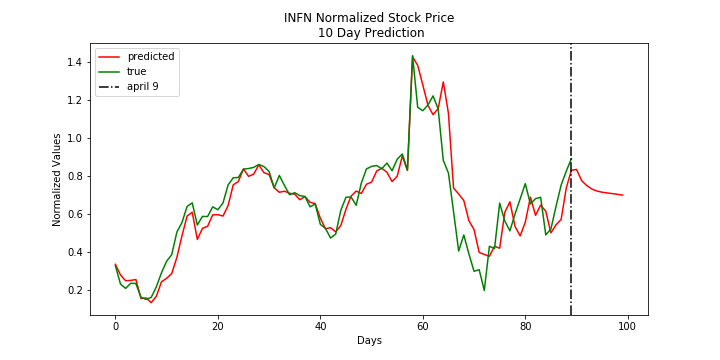 INFN Normalized Stock Price
10 Day Prediction
predicted
true
april 9
Normalized Values
1.4
1.2
1.0
0.8
0.6
0.4
0.2
0 20 40 60 80 100
Days